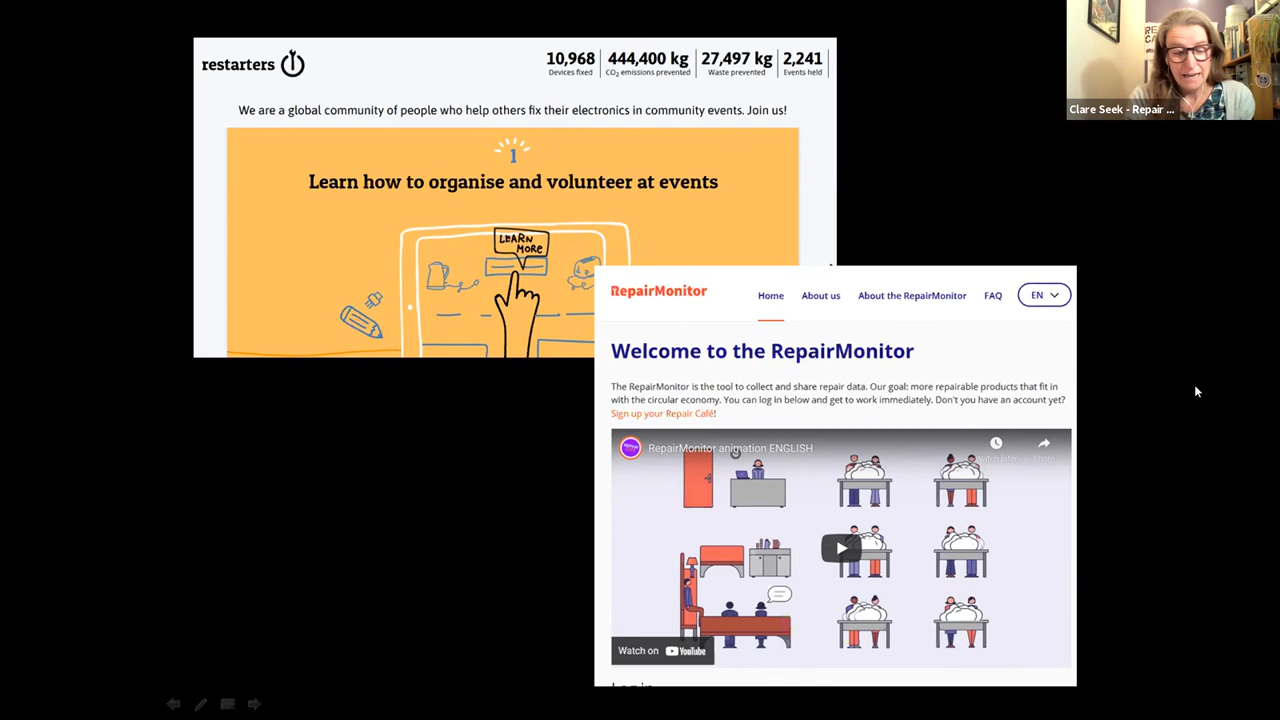 restarters
10,968
Devices fixed
444,400 kg
CO2 emissions prevented
27,497 kg
Waste prevented
2,241
Events held
We are a global community of people who help others fix their electronics in community events. Join us!
1
Learn how to organise and volunteer at events
LEARN
MORE
Clare Seek - Repair ...
RepairMonitor
Home
About us
About the RepairMonitor
FAQ
EN
Welcome to the RepairMonitor
The RepairMonitor is the tool to collect and share repair data. Our goal: more repairable products that fit in
with the circular economy. You can log in below and get to work immediately. Don't you have an account yet?
Sign up your Repair Café!
RepairMonitor animation ENGLISH
Watch later
Share
Watch on YouTube